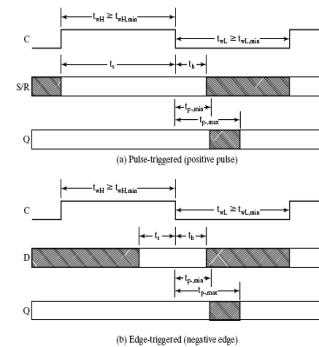 t_wH ≥ t_wH,min
C
t_wL ≥ t_wL,min
t_s
t_h
S/R
t_p-,min
t_p-,max
Q
(a) Pulse-triggered (positive pulse)
t_wH ≥ t_wH,min
C
t_wL ≥ t_wL,min
t_s
t_h
D
t_p-,min
t_p-,max
Q
(b) Edge-triggered (negative edge)